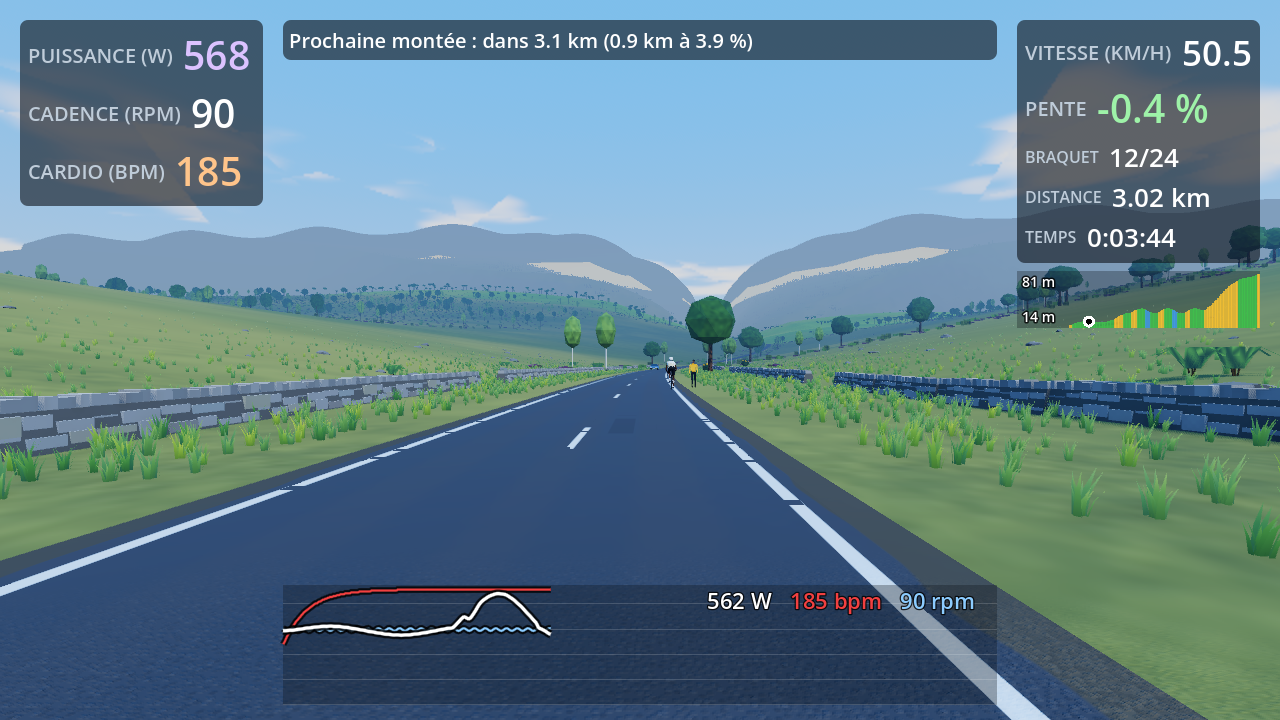 PUISSANCE (W) 568
CADENCE (RPM) 90
CARDIO (BPM) 185
Prochaine montée : dans 3.1 km (0.9 km à 3.9 %)
VITESSE (KM/H) 50.5
PENTE -0.4 %
BRAQUET 12/24
DISTANCE 3.02 km
TEMPS 0:03:44
81 m
14 m
562 W 185 bpm 90 rpm